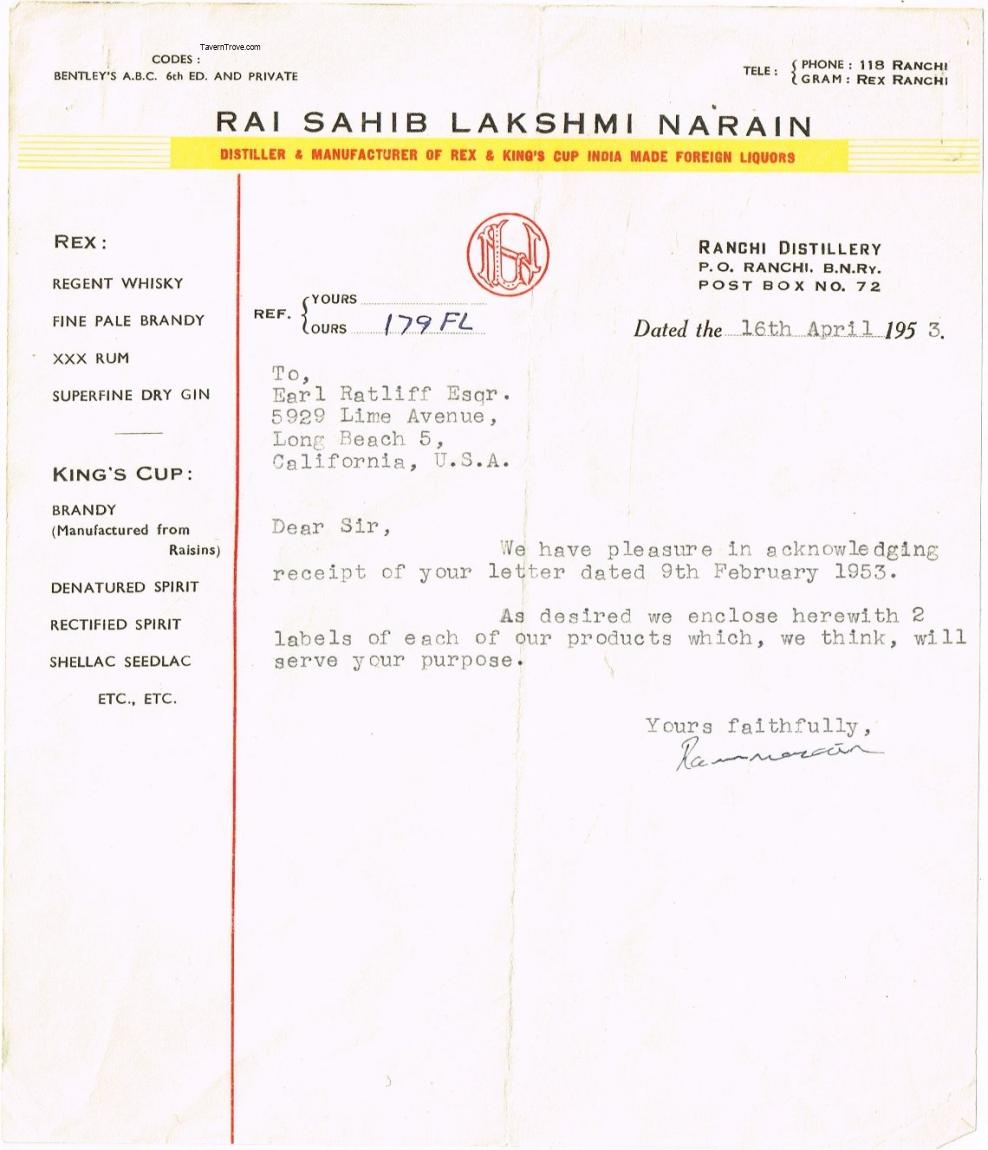 TavernTrove.com
CODES :
BENTLEY'S A.B.C. 6th ED. AND PRIVATE
TELE : { PHONE : 118 RANCHI
GRAM : REX RANCHI
RAI SAHIB LAKSHMI NARAIN
DISTILLER & MANUFACTURER OF REX & KING'S CUP INDIA MADE FOREIGN LIQUORS
REX :
REGENT WHISKY
FINE PALE BRANDY
XXX RUM
SUPERFINE DRY GIN
KING'S CUP :
BRANDY
(Manufactured from
Raisins)
DENATURED SPIRIT
RECTIFIED SPIRIT
SHELLAC SEEDLAC
ETC., ETC.
RANCHI DISTILLERY
P.O. RANCHI. B.N.RY.
POST BOX NO. 72
REF. { YOURS
OURS 179 FL
Dated the 16th April 1953.
To,
Earl Ratliff Esqr.
5929 Lime Avenue,
Long Beach 5,
California, U.S.A.
Dear Sir,
We have pleasure in acknowledging
receipt of your letter dated 9th February 1953.
As desired we enclose herewith 2
labels of each of our products which, we think, will
serve your purpose.
Yours faithfully,